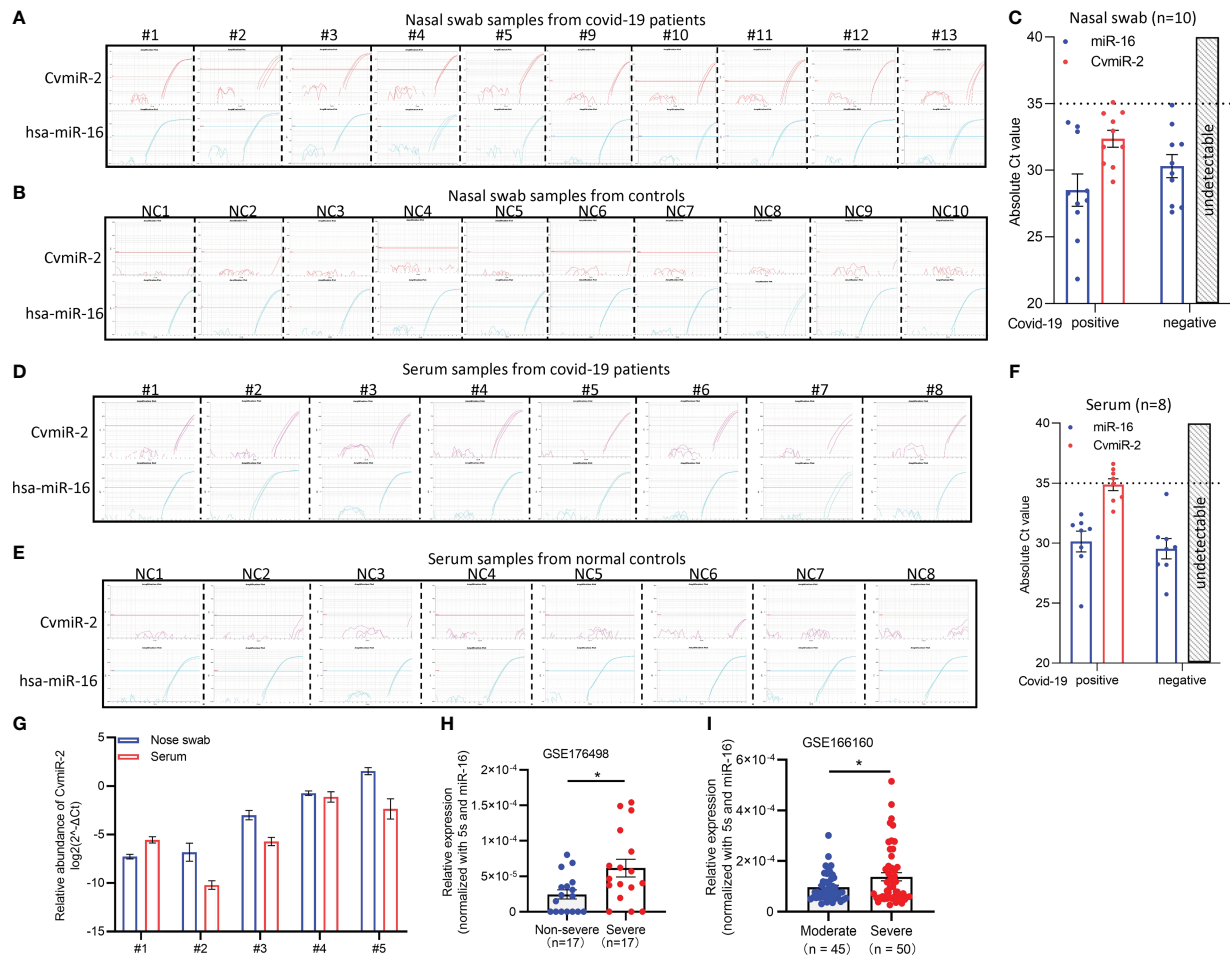 A
Nasal swab samples from covid-19 patients
#1 #2 #3 #4 #5 #9 #10 #11 #12 #13
CvmiR-2
hsa-miR-16
B
Nasal swab samples from controls
NC1 NC2 NC3 NC4 NC5 NC6 NC7 NC8 NC9 NC10
CvmiR-2
hsa-miR-16
C
Nasal swab (n=10)
miR-16
CvmiR-2
Absolute Ct value
40
35
30
25
20
undetectable
Covid-19 positive negative
D
Serum samples from covid-19 patients
#1 #2 #3 #4 #5 #6 #7 #8
CvmiR-2
hsa-miR-16
E
Serum samples from normal controls
NC1 NC2 NC3 NC4 NC5 NC6 NC7 NC8
CvmiR-2
hsa-miR-16
F
Serum (n=8)
miR-16
CvmiR-2
Absolute Ct value
40
35
30
25
20
undetectable
Covid-19 positive negative
G
Nose swab
Serum
Relative abundance of CvmiR-2
log2(2^-ΔCt)
5
0
-5
-10
-15
#1 #2 #3 #4 #5
H
GSE176498
*
Relative expression
(normalized with 5s and miR-16)
2×10⁻⁴
1.5×10⁻⁴
1×10⁻⁴
5×10⁻⁵
0
Non-severe Severe
(n=17) (n=17)
I
GSE166160
*
Relative expression
(normalized with 5s and miR-16)
6×10⁻⁴
4×10⁻⁴
2×10⁻⁴
0
Moderate Severe
(n = 45) (n = 50)